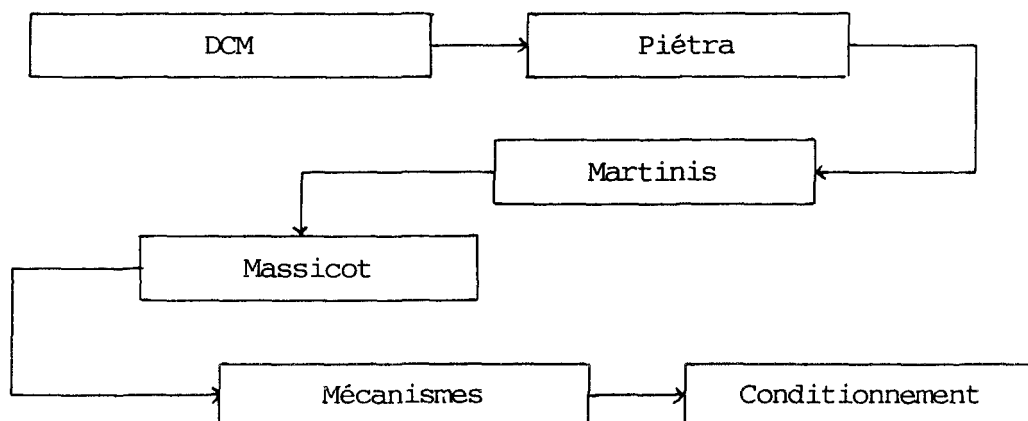 DCM
Piétra
Martinis
Massicot
Mécanismes
Conditionnement